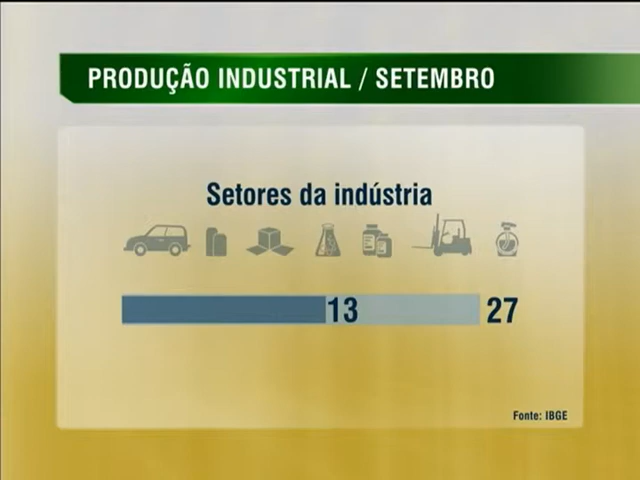 PRODUÇÃO INDUSTRIAL / SETEMBRO
Setores da indústria
13
27
Fonte: IBGE